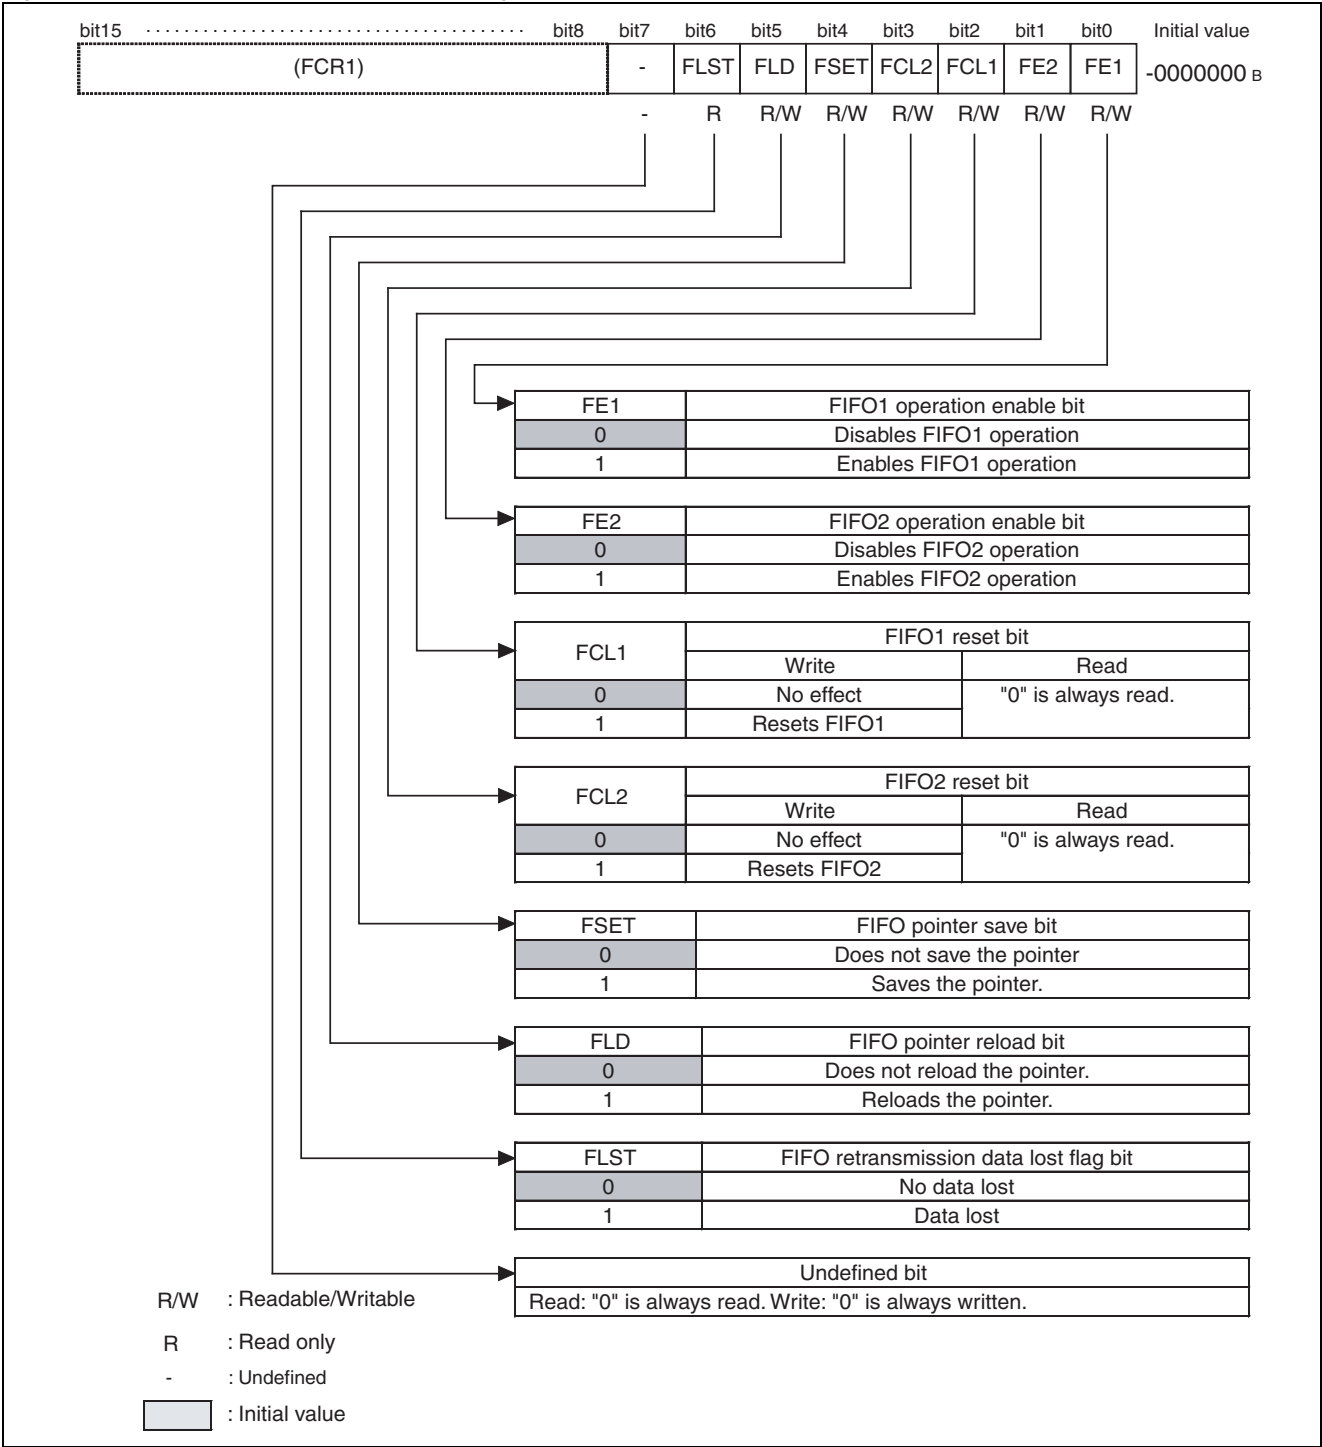 bit15 ........................................ bit8 bit7 bit6 bit5 bit4 bit3 bit2 bit1 bit0 Initial value
(FCR1) - FLST FLD FSET FCL2 FCL1 FE2 FE1 -0000000 B
- R R/W R/W R/W R/W R/W R/W
FE1 FIFO1 operation enable bit
0 Disables FIFO1 operation
1 Enables FIFO1 operation
FE2 FIFO2 operation enable bit
0 Disables FIFO2 operation
1 Enables FIFO2 operation
FCL1 FIFO1 reset bit
Write Read
0 No effect "0" is always read.
1 Resets FIFO1
FCL2 FIFO2 reset bit
Write Read
0 No effect "0" is always read.
1 Resets FIFO2
FSET FIFO pointer save bit
0 Does not save the pointer
1 Saves the pointer.
FLD FIFO pointer reload bit
0 Does not reload the pointer.
1 Reloads the pointer.
FLST FIFO retransmission data lost flag bit
0 No data lost
1 Data lost
Undefined bit
Read: "0" is always read. Write: "0" is always written.
R/W : Readable/Writable
R : Read only
- : Undefined
: Initial value